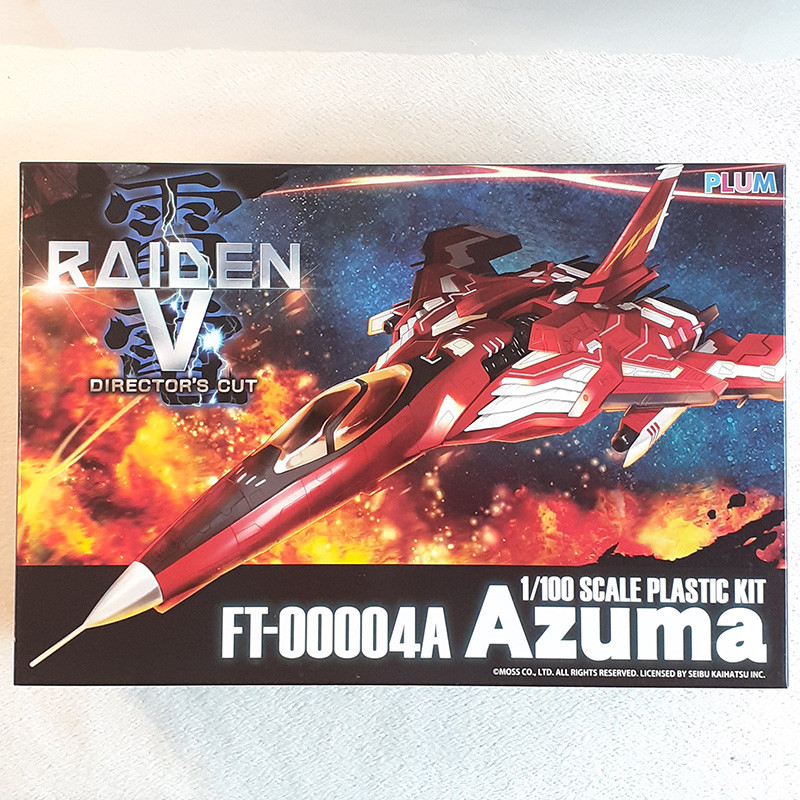 PLUM
雷電
RAIDEN
V
DIRECTOR'S CUT
1/100 SCALE PLASTIC KIT
FT-00004A Azuma
©MOSS CO., LTD. ALL RIGHTS RESERVED. LICENSED BY SEIBU KAIHATSU INC.